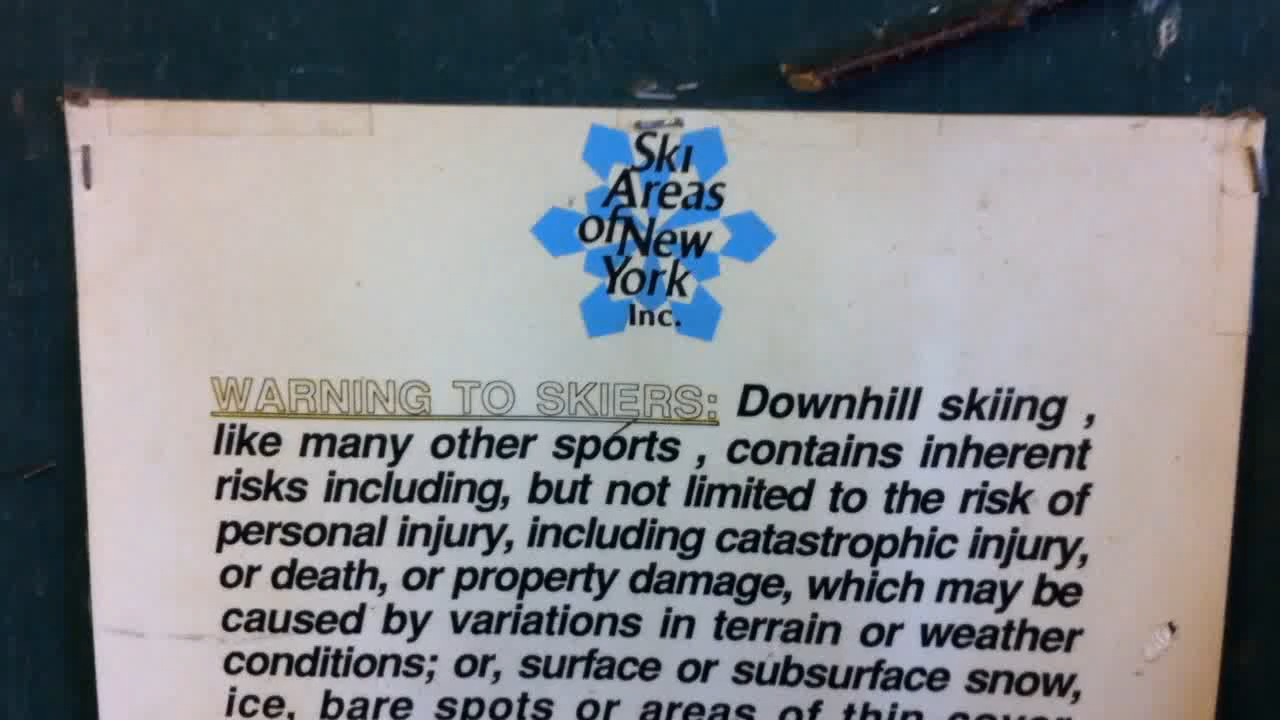 Ski
Areas
of New
York
Inc.
WARNING TO SKIERS: Downhill skiing ,
like many other sports , contains inherent
risks including, but not limited to the risk of
personal injury, including catastrophic injury,
or death, or property damage, which may be
caused by variations in terrain or weather
conditions; or, surface or subsurface snow,
ice, bare spots or areas of thin cover